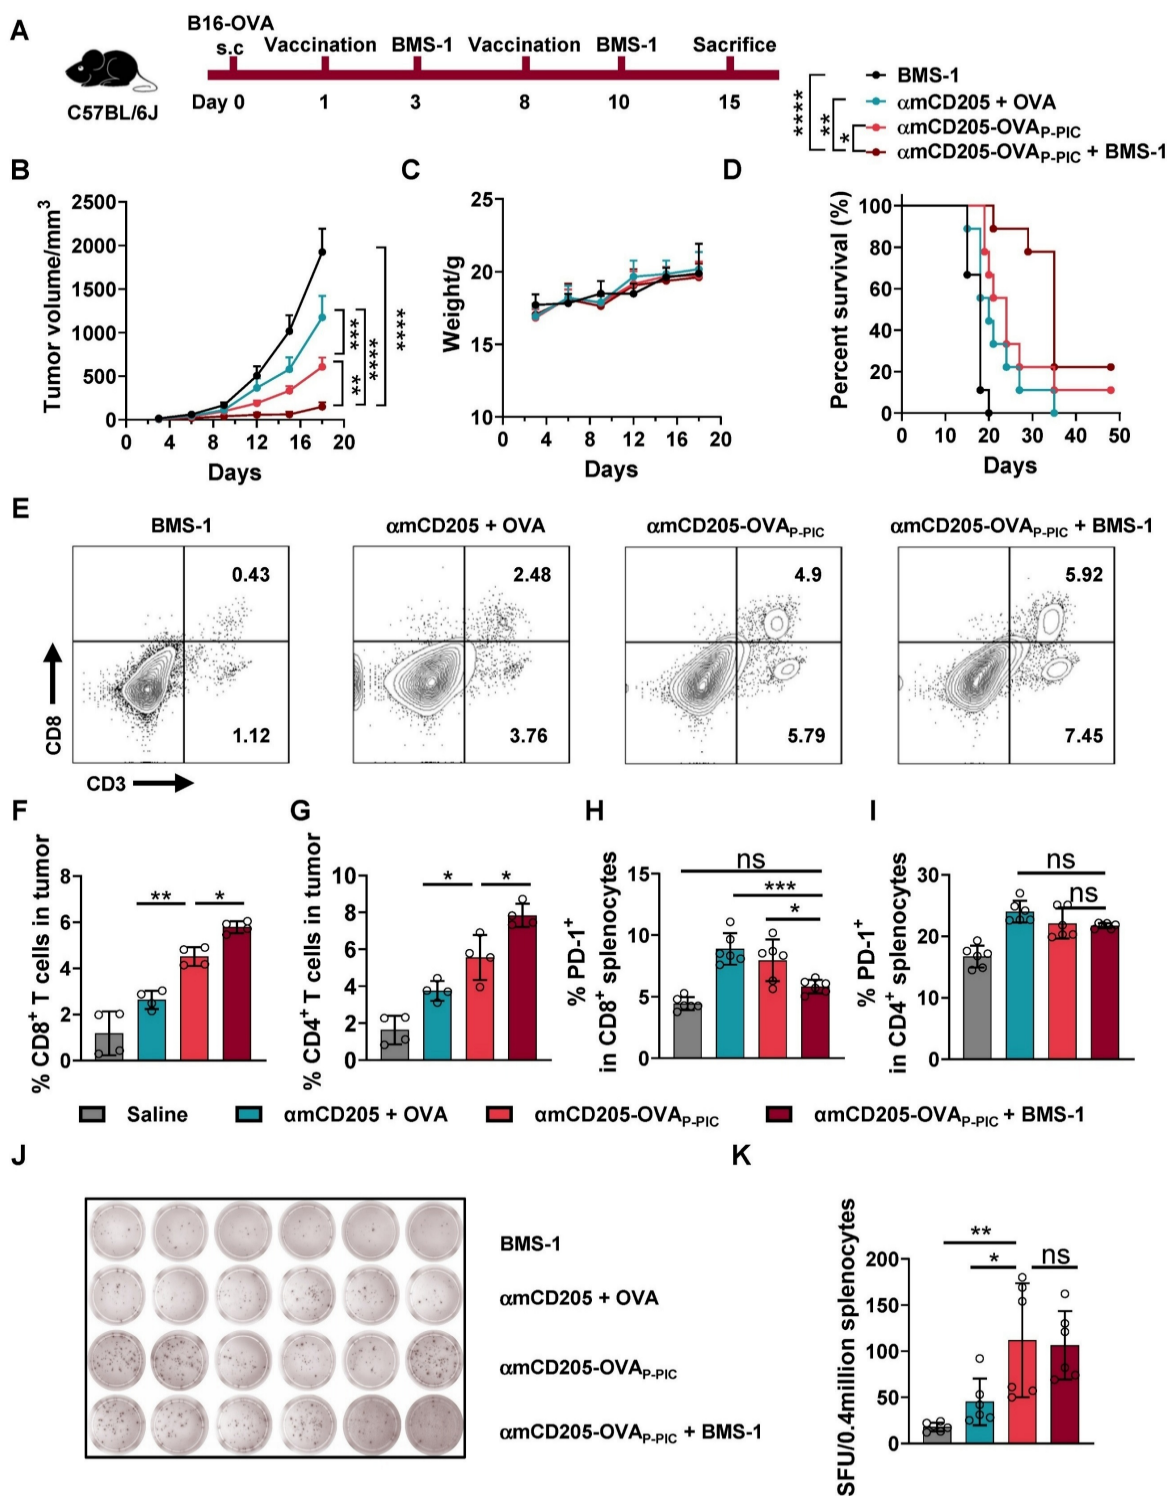 A
B16-OVA
s.c
Vaccination
BMS-1
Vaccination
BMS-1
Sacrifice
C57BL/6J
Day 0
1
3
8
10
15
****
**
*
BMS-1
αmCD205 + OVA
αmCD205-OVAP-PIC
αmCD205-OVAP-PIC + BMS-1
B
Tumor volume/mm3
2500
2000
1500
1000
500
0
0 4 8 12 16 20
Days
***
**
****
****
C
Weight/g
25
20
15
10
0 4 8 12 16 20
Days
D
Percent survival (%)
100
80
60
40
20
0
0 10 20 30 40 50
Days
E
BMS-1
αmCD205 + OVA
αmCD205-OVAP-PIC
αmCD205-OVAP-PIC + BMS-1
0.43
2.48
4.9
5.92
1.12
3.76
5.79
7.45
CD8
CD3
F
% CD8+ T cells in tumor
8
6
4
2
0
**
*
G
% CD4+ T cells in tumor
10
8
6
4
2
0
*
*
H
% PD-1+
in CD8+ splenocytes
15
10
5
0
ns
***
*
I
% PD-1+
in CD4+ splenocytes
30
20
10
0
ns
ns
Saline
αmCD205 + OVA
αmCD205-OVAP-PIC
αmCD205-OVAP-PIC + BMS-1
J
BMS-1
αmCD205 + OVA
αmCD205-OVAP-PIC
αmCD205-OVAP-PIC + BMS-1
K
SFU/0.4million splenocytes
200
150
100
50
0
**
*
ns